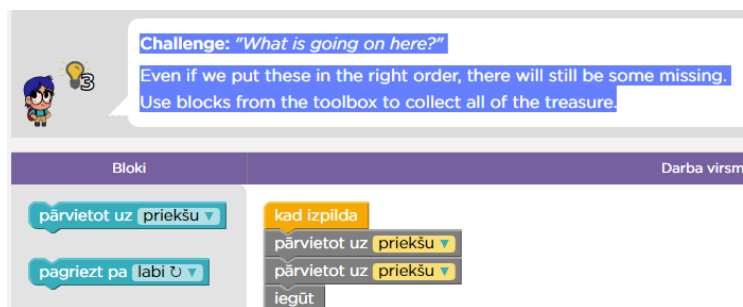 Challenge: "What is going on here?"
Even if we put these in the right order, there will still be some missing.
Use blocks from the toolbox to collect all of the treasure.
3
Bloki
Darba virsm
pārvietot uz priekšu
pagriezt pa labi ↻
kad izpilda
pārvietot uz priekšu
pārvietot uz priekšu
iegūt